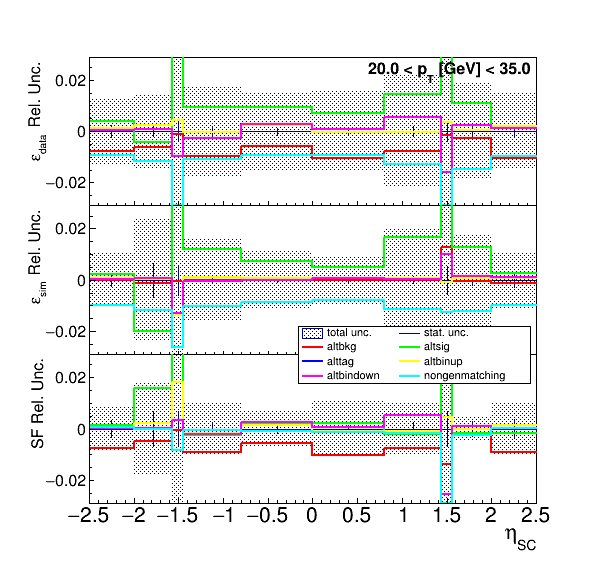 20.0 < p_T [GeV] < 35.0
ε_data Rel. Unc.
0.02
0
−0.02
ε_sim Rel. Unc.
0.02
0
−0.02
total unc. stat. unc.
altbkg altsig
alttag altbinup
altbindown nongenmatching
SF Rel. Unc.
0.02
0
−0.02
−2.5 −2 −1.5 −1 −0.5 0 0.5 1 1.5 2 2.5
η_SC